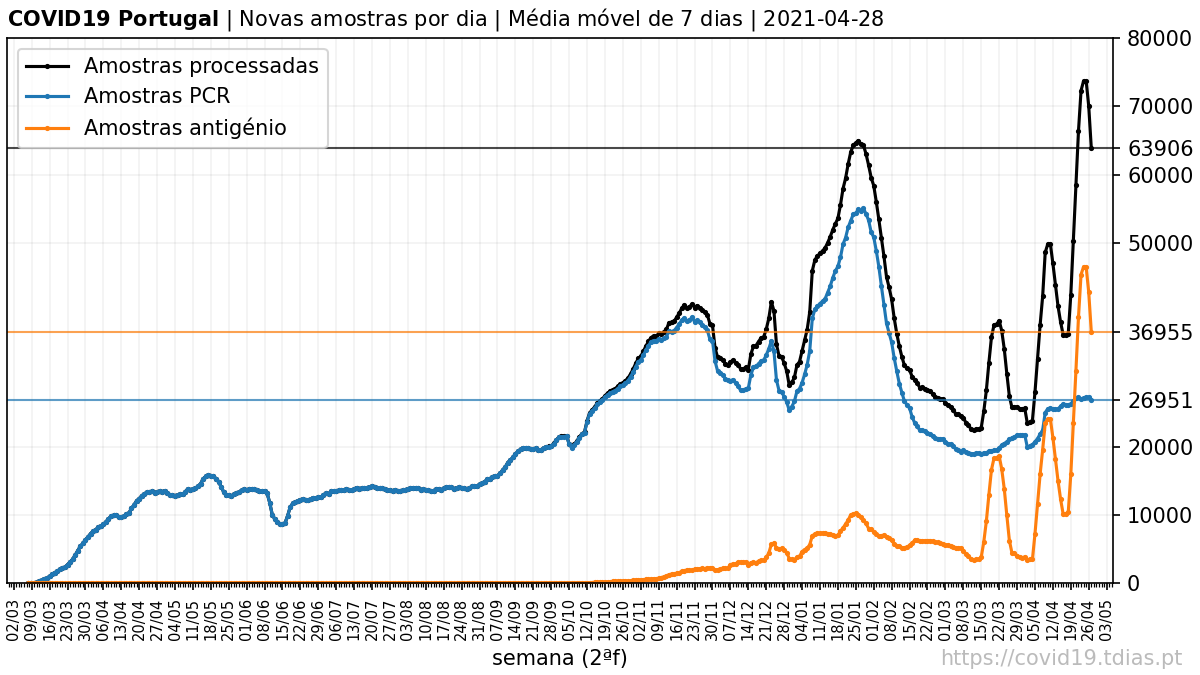 COVID19 Portugal | Novas amostras por dia | Média móvel de 7 dias | 2021-04-28
Amostras processadas
Amostras PCR
Amostras antigénio
80000
70000
63906
60000
50000
36955
26951
20000
10000
0
02/03 09/03 16/03 23/03 30/03 06/04 13/04 20/04 27/04 04/05 11/05 18/05 25/05 01/06 08/06 15/06 22/06 29/06 06/07 13/07 20/07 27/07 03/08 10/08 17/08 24/08 31/08 07/09 14/09 21/09 28/09 05/10 12/10 19/10 26/10 02/11 09/11 16/11 23/11 30/11 07/12 14/12 21/12 28/12 04/01 11/01 18/01 25/01 01/02 08/02 15/02 22/02 01/03 08/03 15/03 22/03 29/03 05/04 12/04 19/04 26/04 03/05
semana (2ªf)
https://covid19.tdias.pt